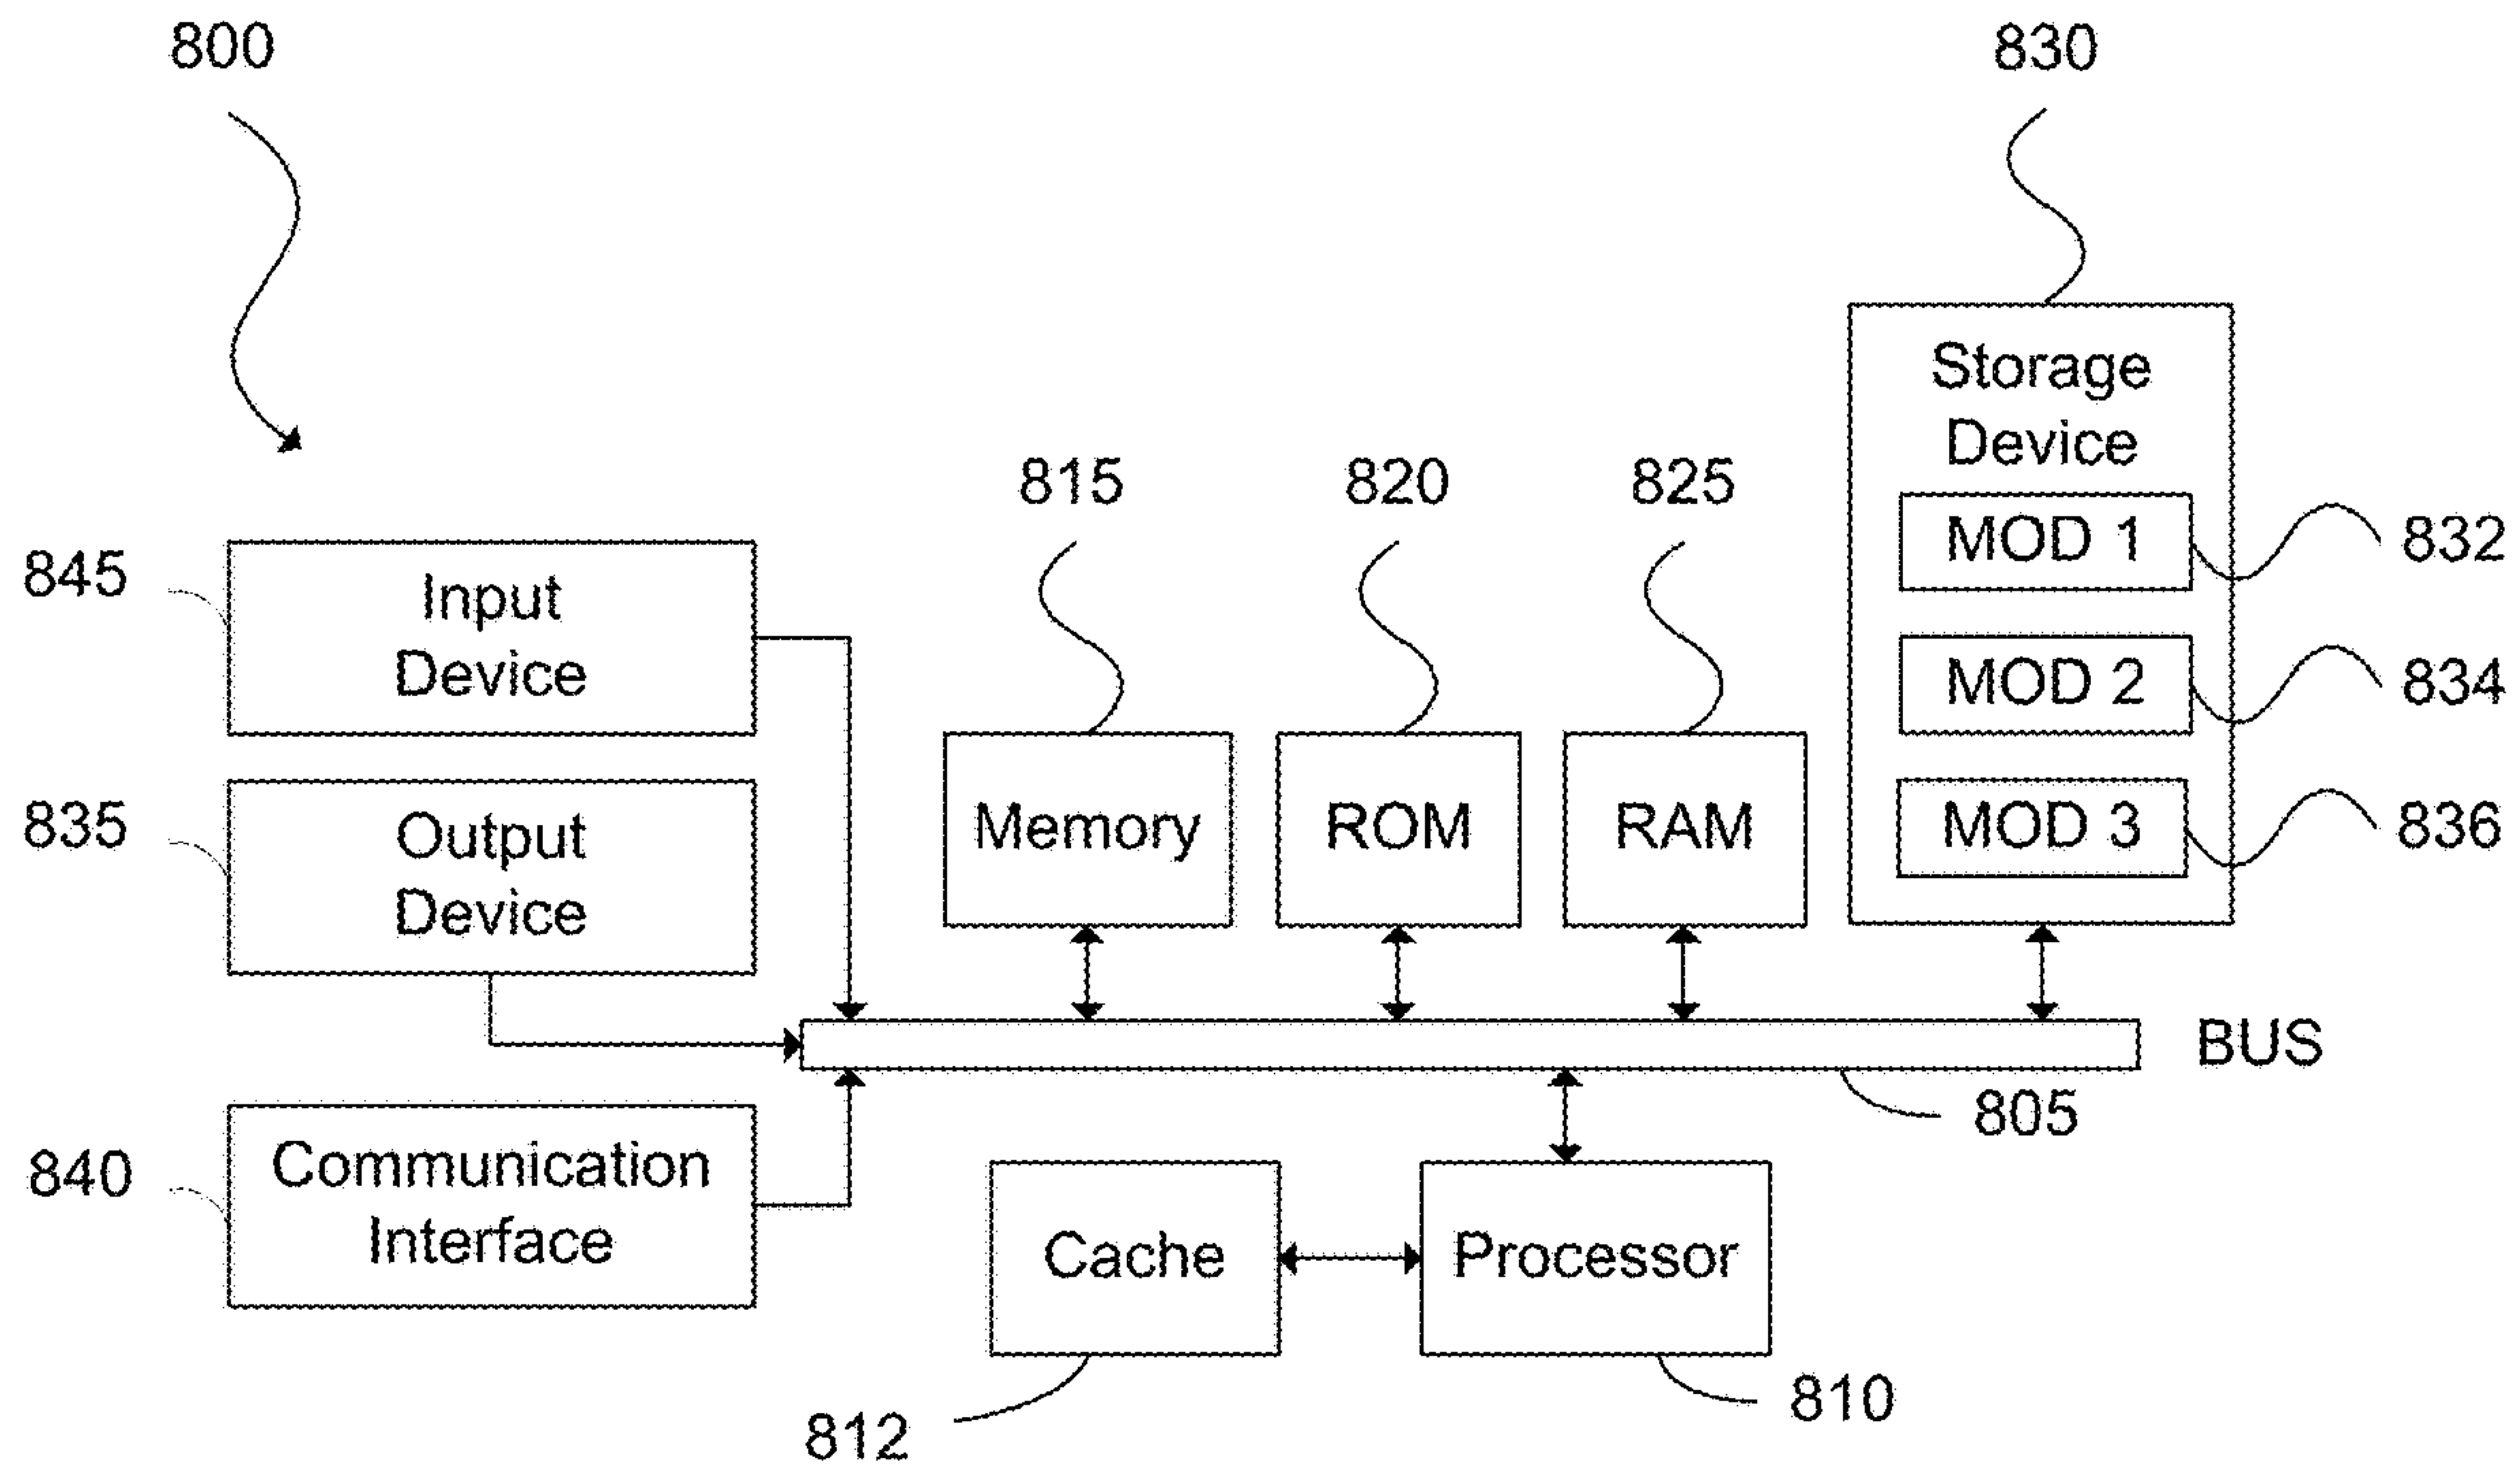 800
830
Storage
Device
815
820
825
MOD 1
832
845
Input
Device
MOD 2
834
835
Output
Device
Memory
ROM
RAM
MOD 3
836
BUS
805
840
Communication
Interface
Cache
Processor
812
810